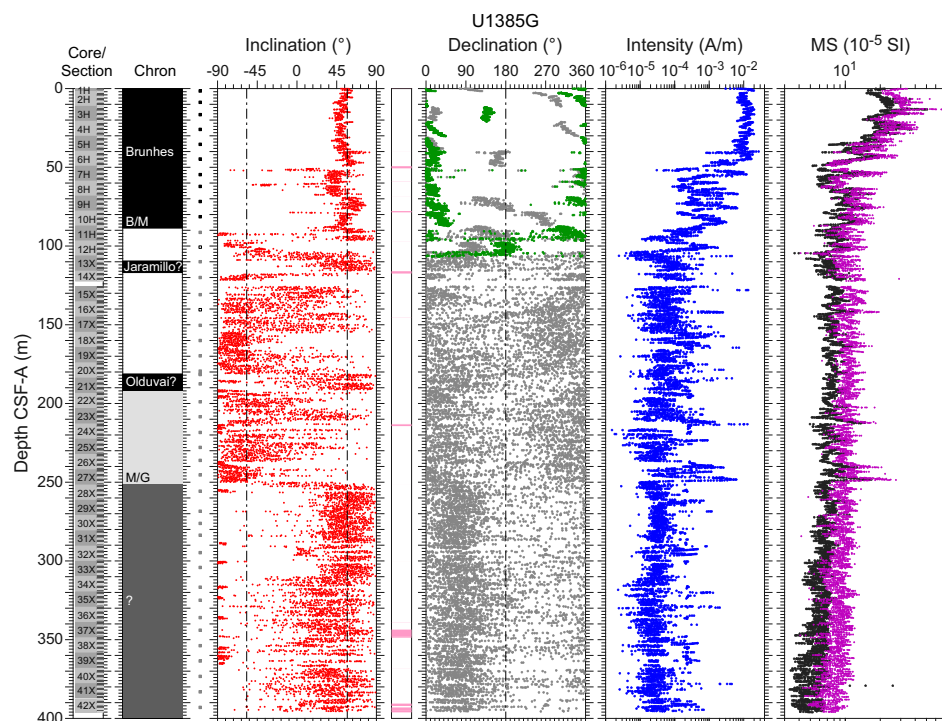 U1385G
Core/
Section
Chron
Inclination (°)
Declination (°)
Intensity (A/m)
MS (10⁻⁵ SI)
-90 -45 0 45 90
0 90 180 270 360
10⁻⁶ 10⁻⁵ 10⁻⁴ 10⁻³ 10⁻²
10¹
Depth CSF-A (m)
0
50
100
150
200
250
300
350
400
1H
2H
3H
4H
5H
6H
7H
8H
9H
10H
11H
12H
13X
14X
15X
16X
17X
18X
19X
20X
21X
22X
23X
24X
25X
26X
27X
28X
29X
30X
31X
32X
33X
34X
35X
36X
37X
38X
39X
40X
41X
42X
Brunhes
B/M
Jaramillo?
Olduvai?
M/G
?